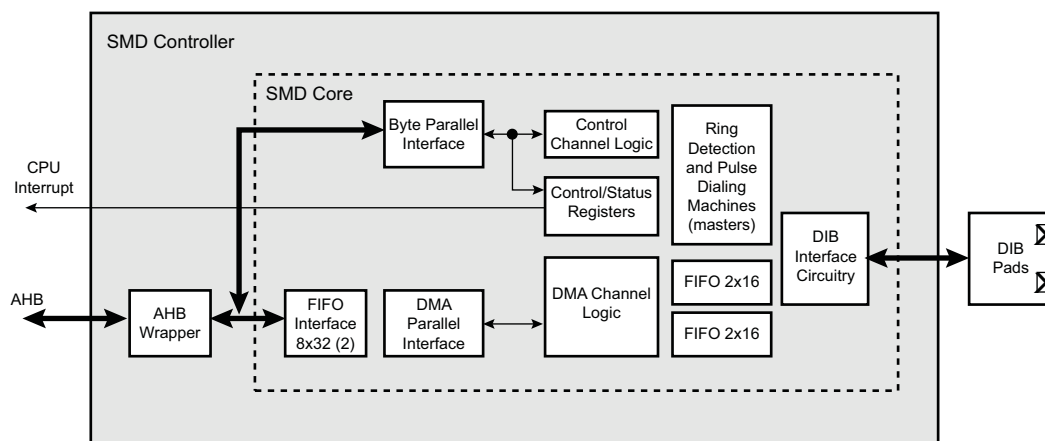 SMD Controller
SMD Core
Byte Parallel
Interface
Control
Channel Logic
Ring
Detection
and Pulse
Dialing
Machines
(masters)
CPU
Interrupt
Control/Status
Registers
DIB
Interface
Circuitry
DIB
Pads
AHB
AHB
Wrapper
FIFO
Interface
8x32 (2)
DMA
Parallel
Interface
DMA Channel
Logic
FIFO 2x16
FIFO 2x16